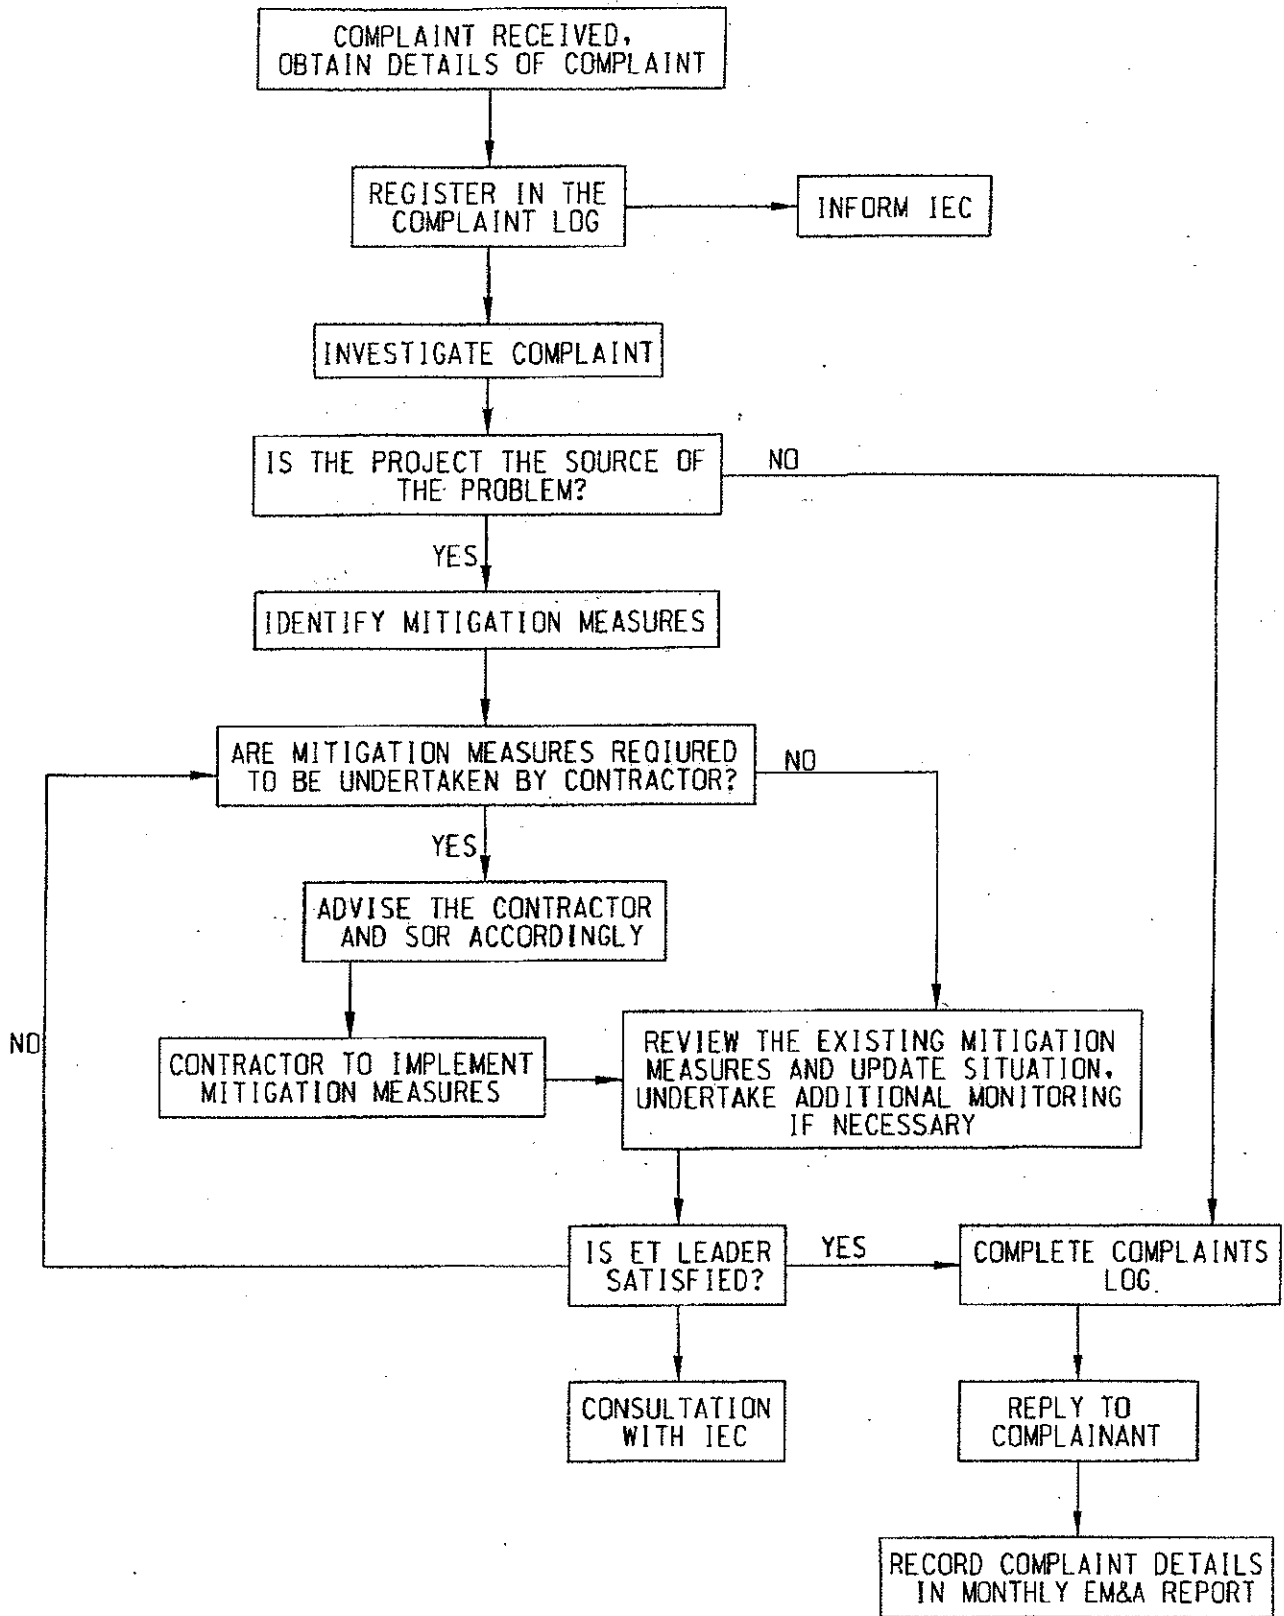 COMPLAINT RECEIVED,
OBTAIN DETAILS OF COMPLAINT
REGISTER IN THE
COMPLAINT LOG
INFORM IEC
INVESTIGATE COMPLAINT
IS THE PROJECT THE SOURCE OF
THE PROBLEM?
NO
YES
IDENTIFY MITIGATION MEASURES
ARE MITIGATION MEASURES REQIURED
TO BE UNDERTAKEN BY CONTRACTOR?
NO
YES
ADVISE THE CONTRACTOR
AND SOR ACCORDINGLY
NO
CONTRACTOR TO IMPLEMENT
MITIGATION MEASURES
REVIEW THE EXISTING MITIGATION
MEASURES AND UPDATE SITUATION,
UNDERTAKE ADDITIONAL MONITORING
IF NECESSARY
IS ET LEADER
SATISFIED?
YES
COMPLETE COMPLAINTS
LOG.
CONSULTATION
WITH IEC
REPLY TO
COMPLAINANT
RECORD COMPLAINT DETAILS
IN MONTHLY EM&A REPORT